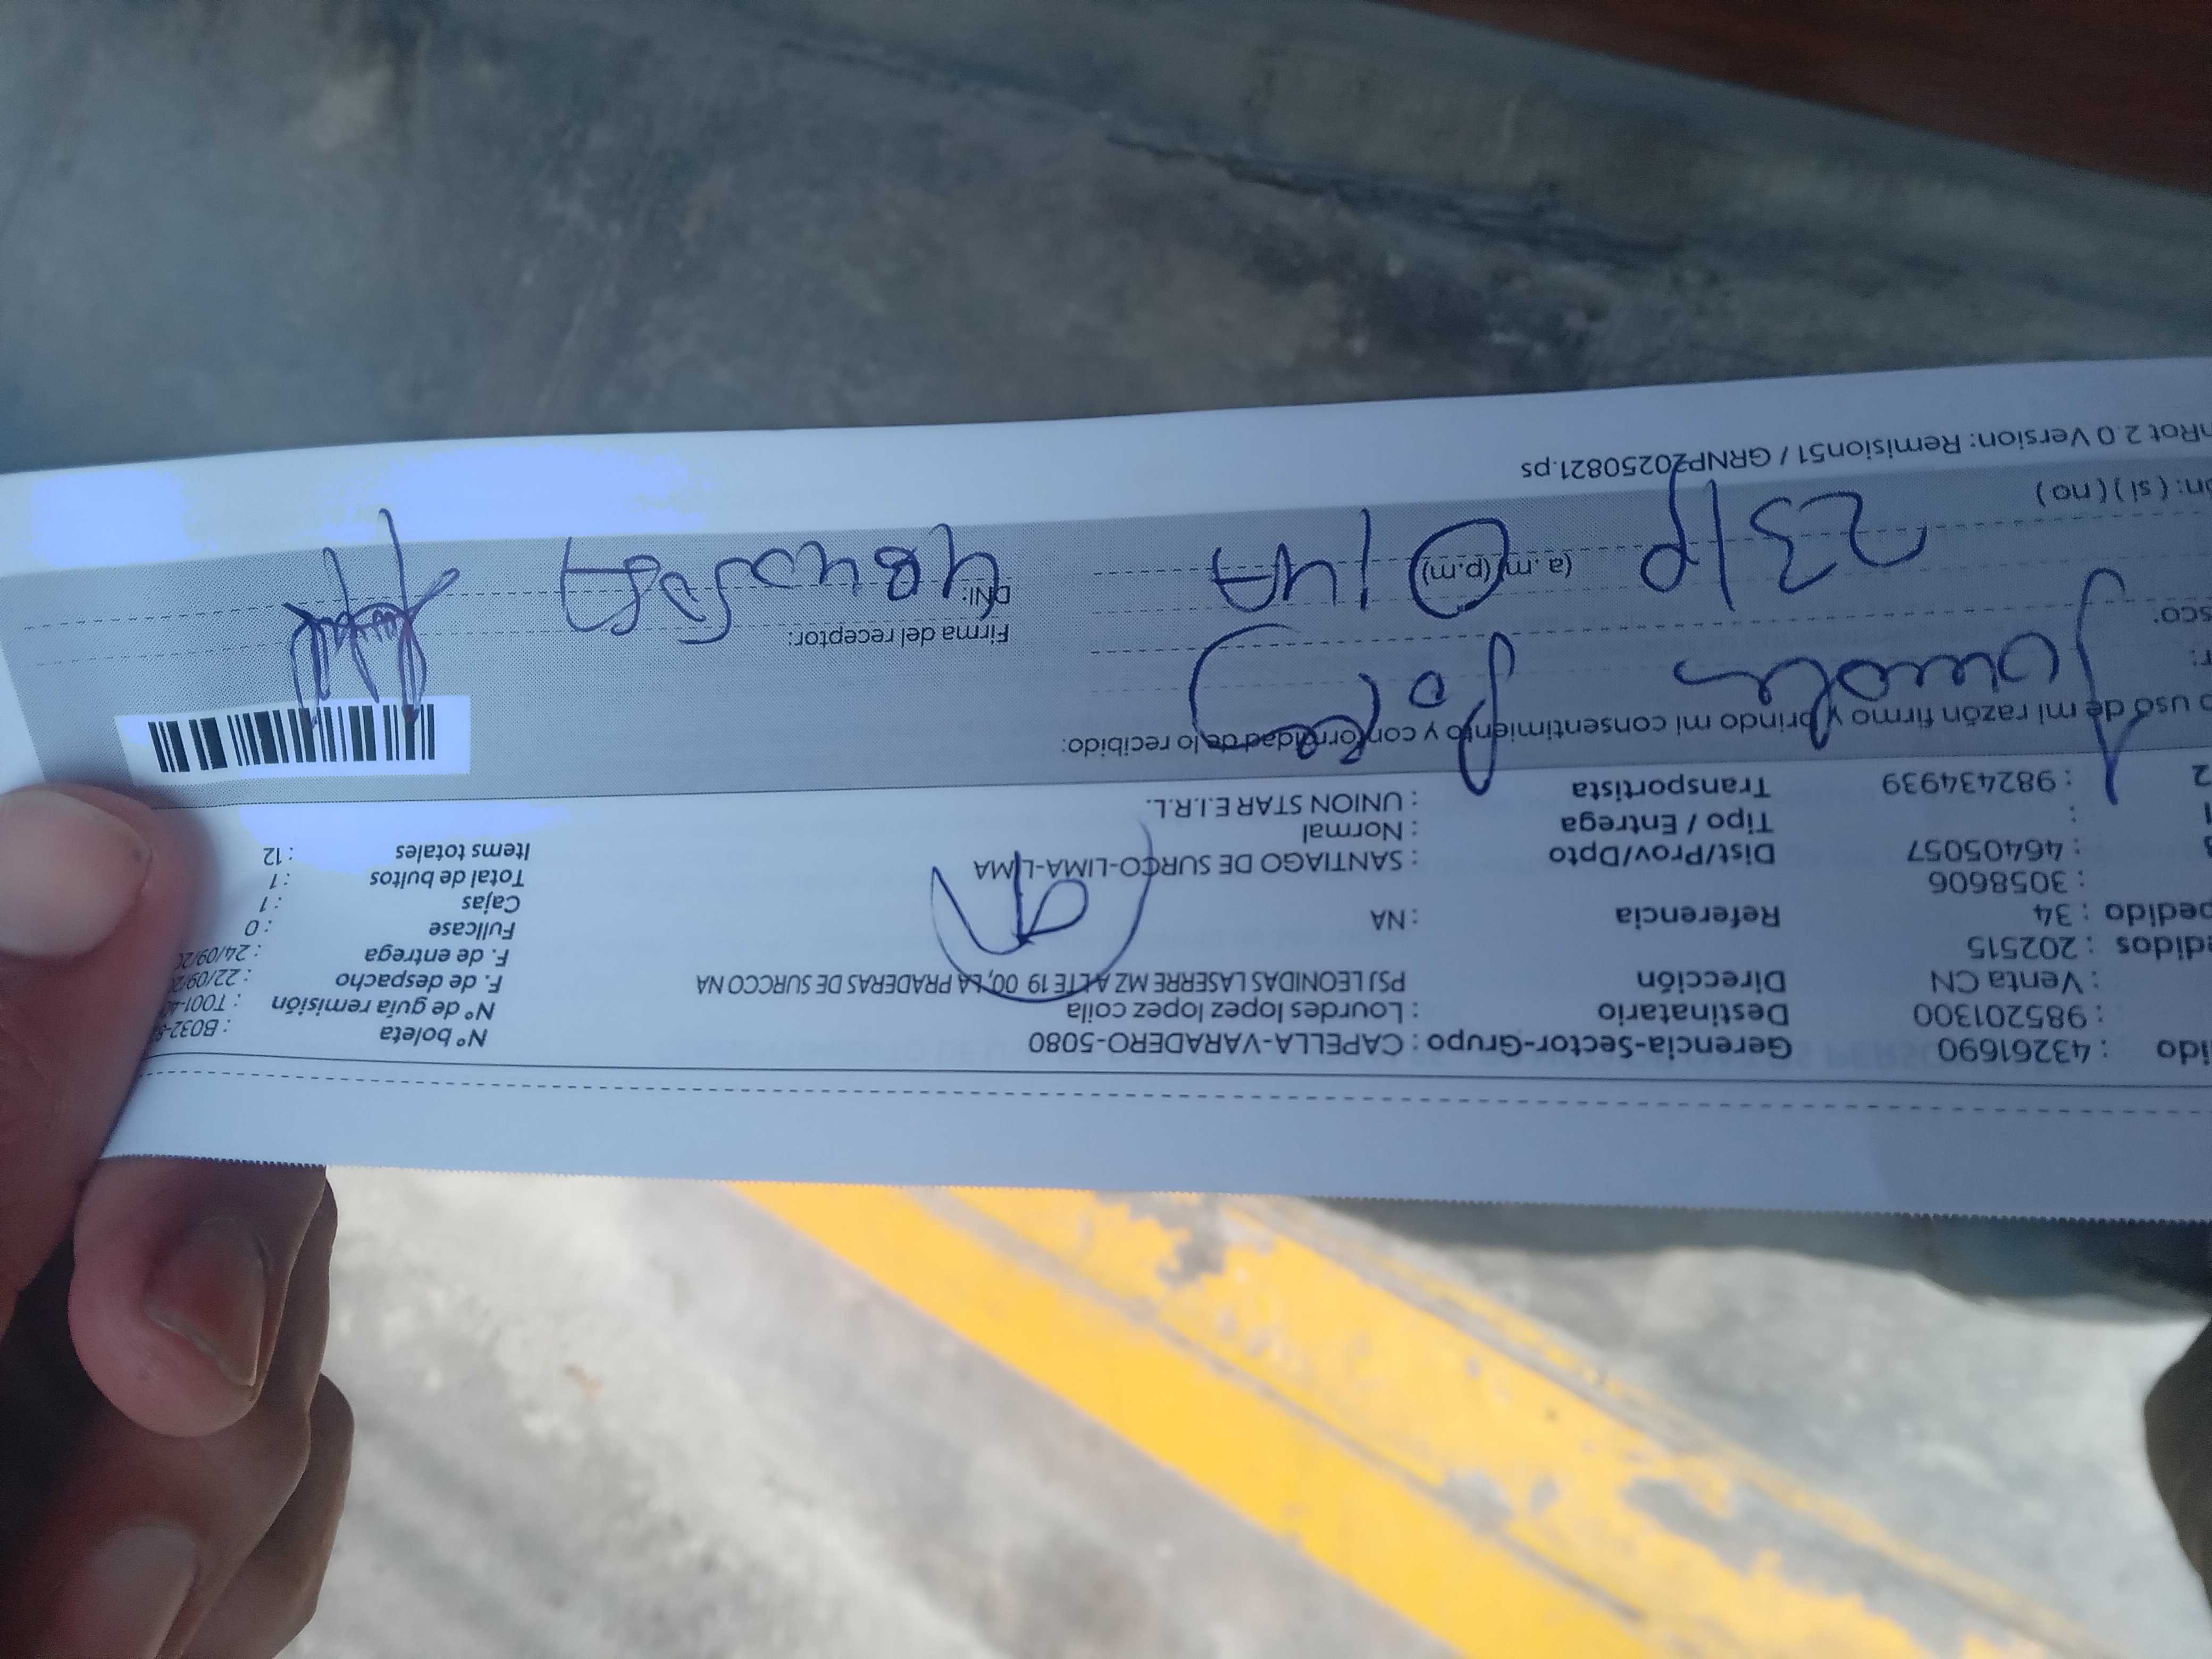 ido : 43261690 Gerencia-Sector-Grupo : CAPELLA-VARADERO-5080 N° boleta : B032-
: 985201300 Destinatario : Lourdes lopez lopez colla N° de guía remisión : T001-
: Venta CN Dirección PSJ LEONIDAS LASERRE MZ A LTE 19 00, LA PRADERAS DE SURCCO NA F. de despacho : 22/09/
edidos : 202515 F. de entrega : 24/09/
pedido : 34 Referencia : NA Fullcase : 0
: 3058606 Cajas : 1
: 46405057 Dist/Prov/Dpto : SANTIAGO DE SURCO-LIMA-LIMA Total de bultos : 1
1 : Tipo / Entrega : Normal Items totales : 12
2 : 982434939 Transportista : UNION STAR E.I.R.L.
o uso de mi razón firmo y brindo mi consentimiento y conformidad de lo recibido:
r: Firma del receptor:
sco: (a.m) (p.m) DNI:
ón: ( si ) ( no )
nRot 2.0 Version: Remision51 / GRNP20250821.ps